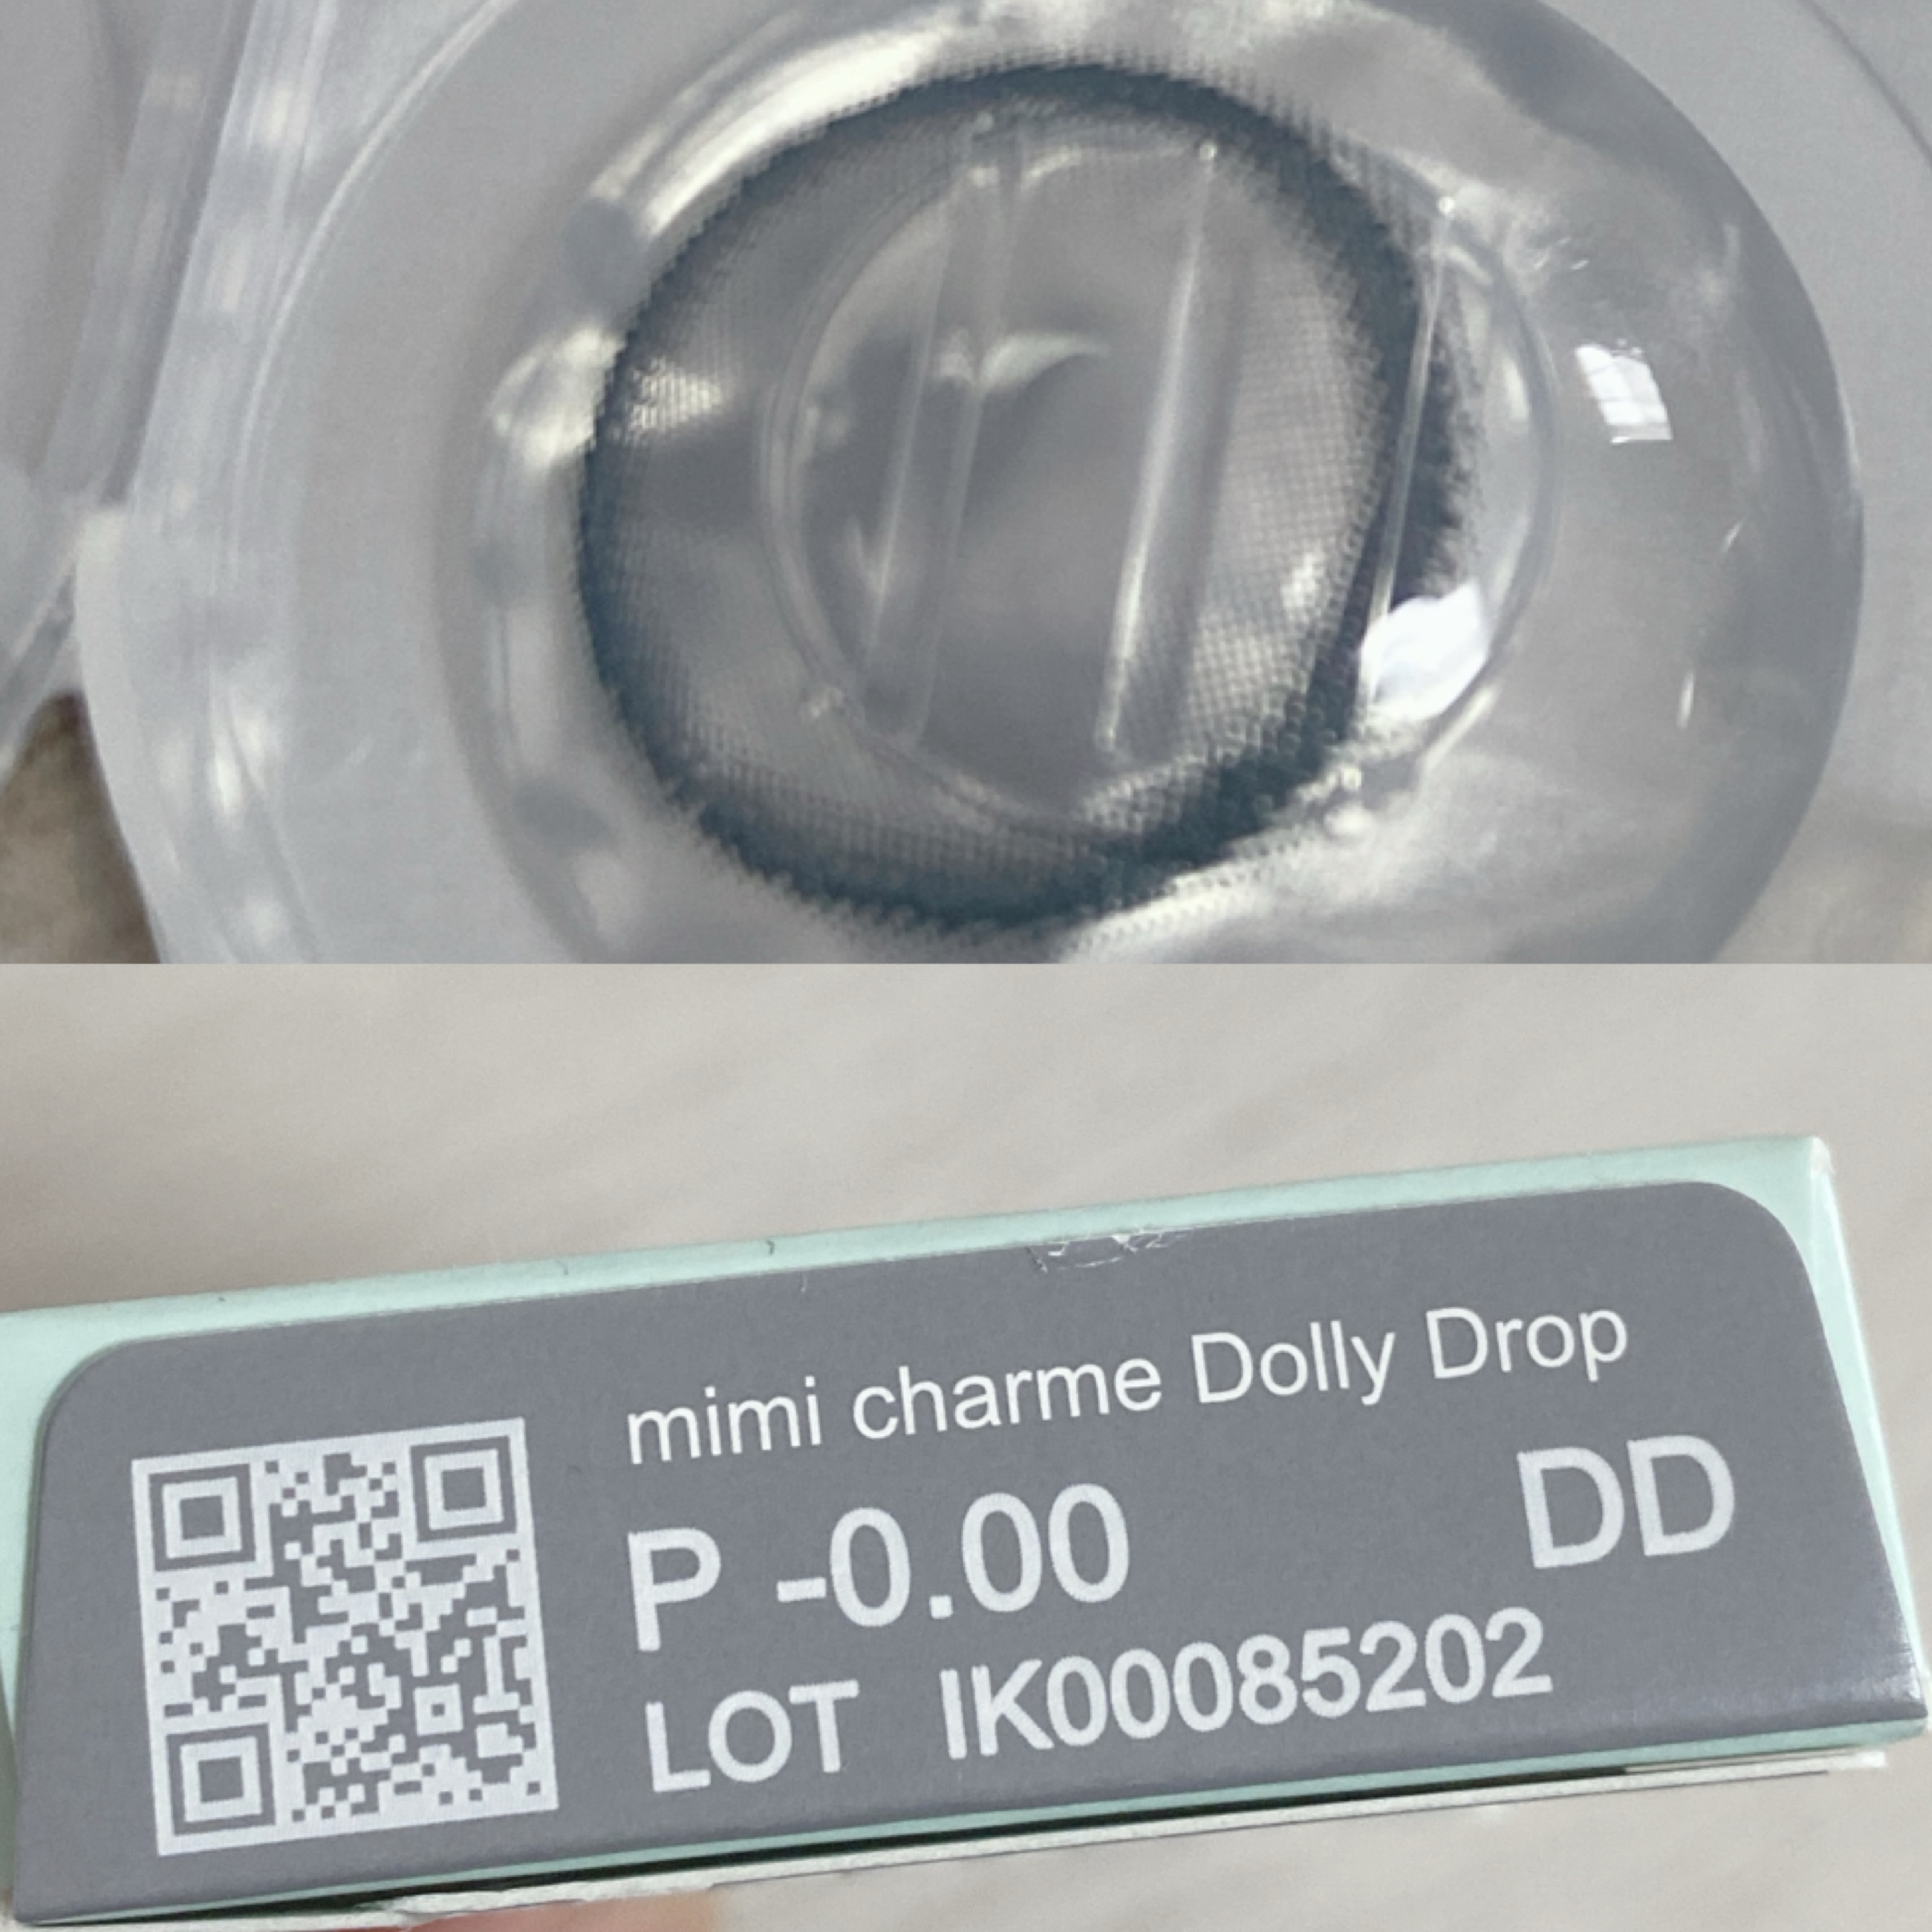 mimi charme Dolly Drop
P -0.00 DD
LOT IK00085202